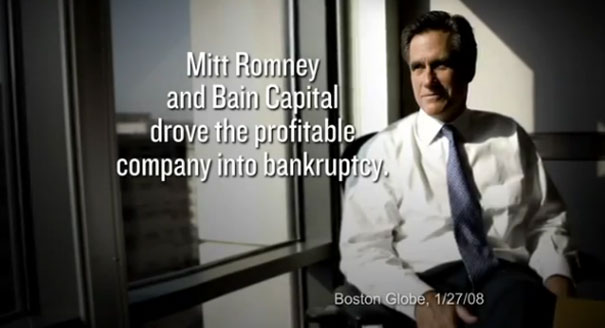 Mitt Romney
and Bain Capital
drove the profitable
company into bankruptcy.
Boston Globe, 1/27/08